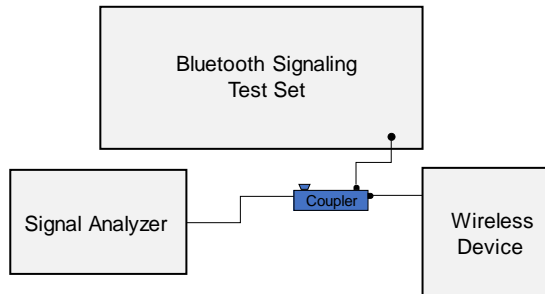 Bluetooth Signaling
Test Set
Signal Analyzer
Coupler
Wireless
Device